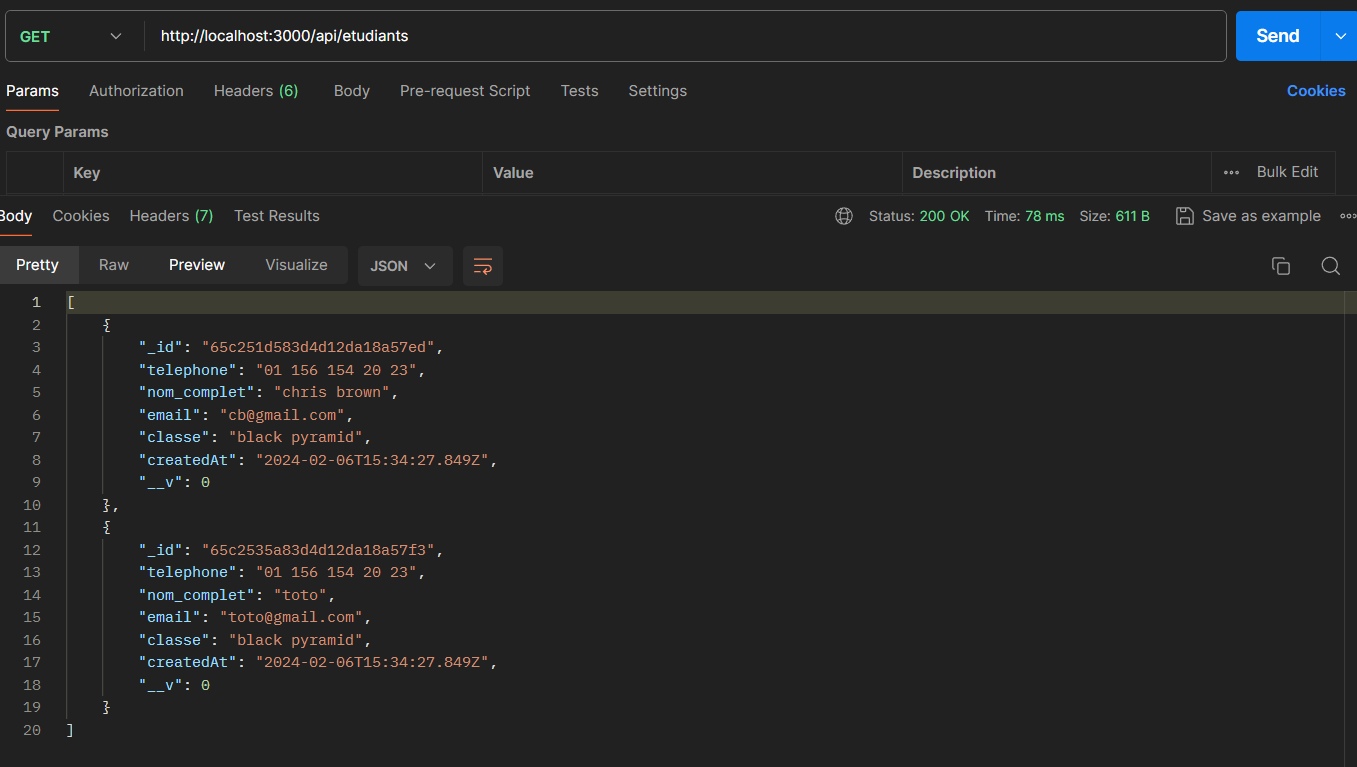 GET http://localhost:3000/api/etudiants Send
Params Authorization Headers (6) Body Pre-request Script Tests Settings Cookies
Query Params
Key Value Description Bulk Edit
Body Cookies Headers (7) Test Results Status: 200 OK Time: 78 ms Size: 611 B Save as example
Pretty Raw Preview Visualize JSON
1 [
2 {
3 "_id": "65c251d583d4d12da18a57ed",
4 "telephone": "01 156 154 20 23",
5 "nom_complet": "chris brown",
6 "email": "cb@gmail.com",
7 "classe": "black pyramid",
8 "createdAt": "2024-02-06T15:34:27.849Z",
9 "__v": 0
10 },
11 {
12 "_id": "65c2535a83d4d12da18a57f3",
13 "telephone": "01 156 154 20 23",
14 "nom_complet": "toto",
15 "email": "toto@gmail.com",
16 "classe": "black pyramid",
17 "createdAt": "2024-02-06T15:34:27.849Z",
18 "__v": 0
19 }
20 ]